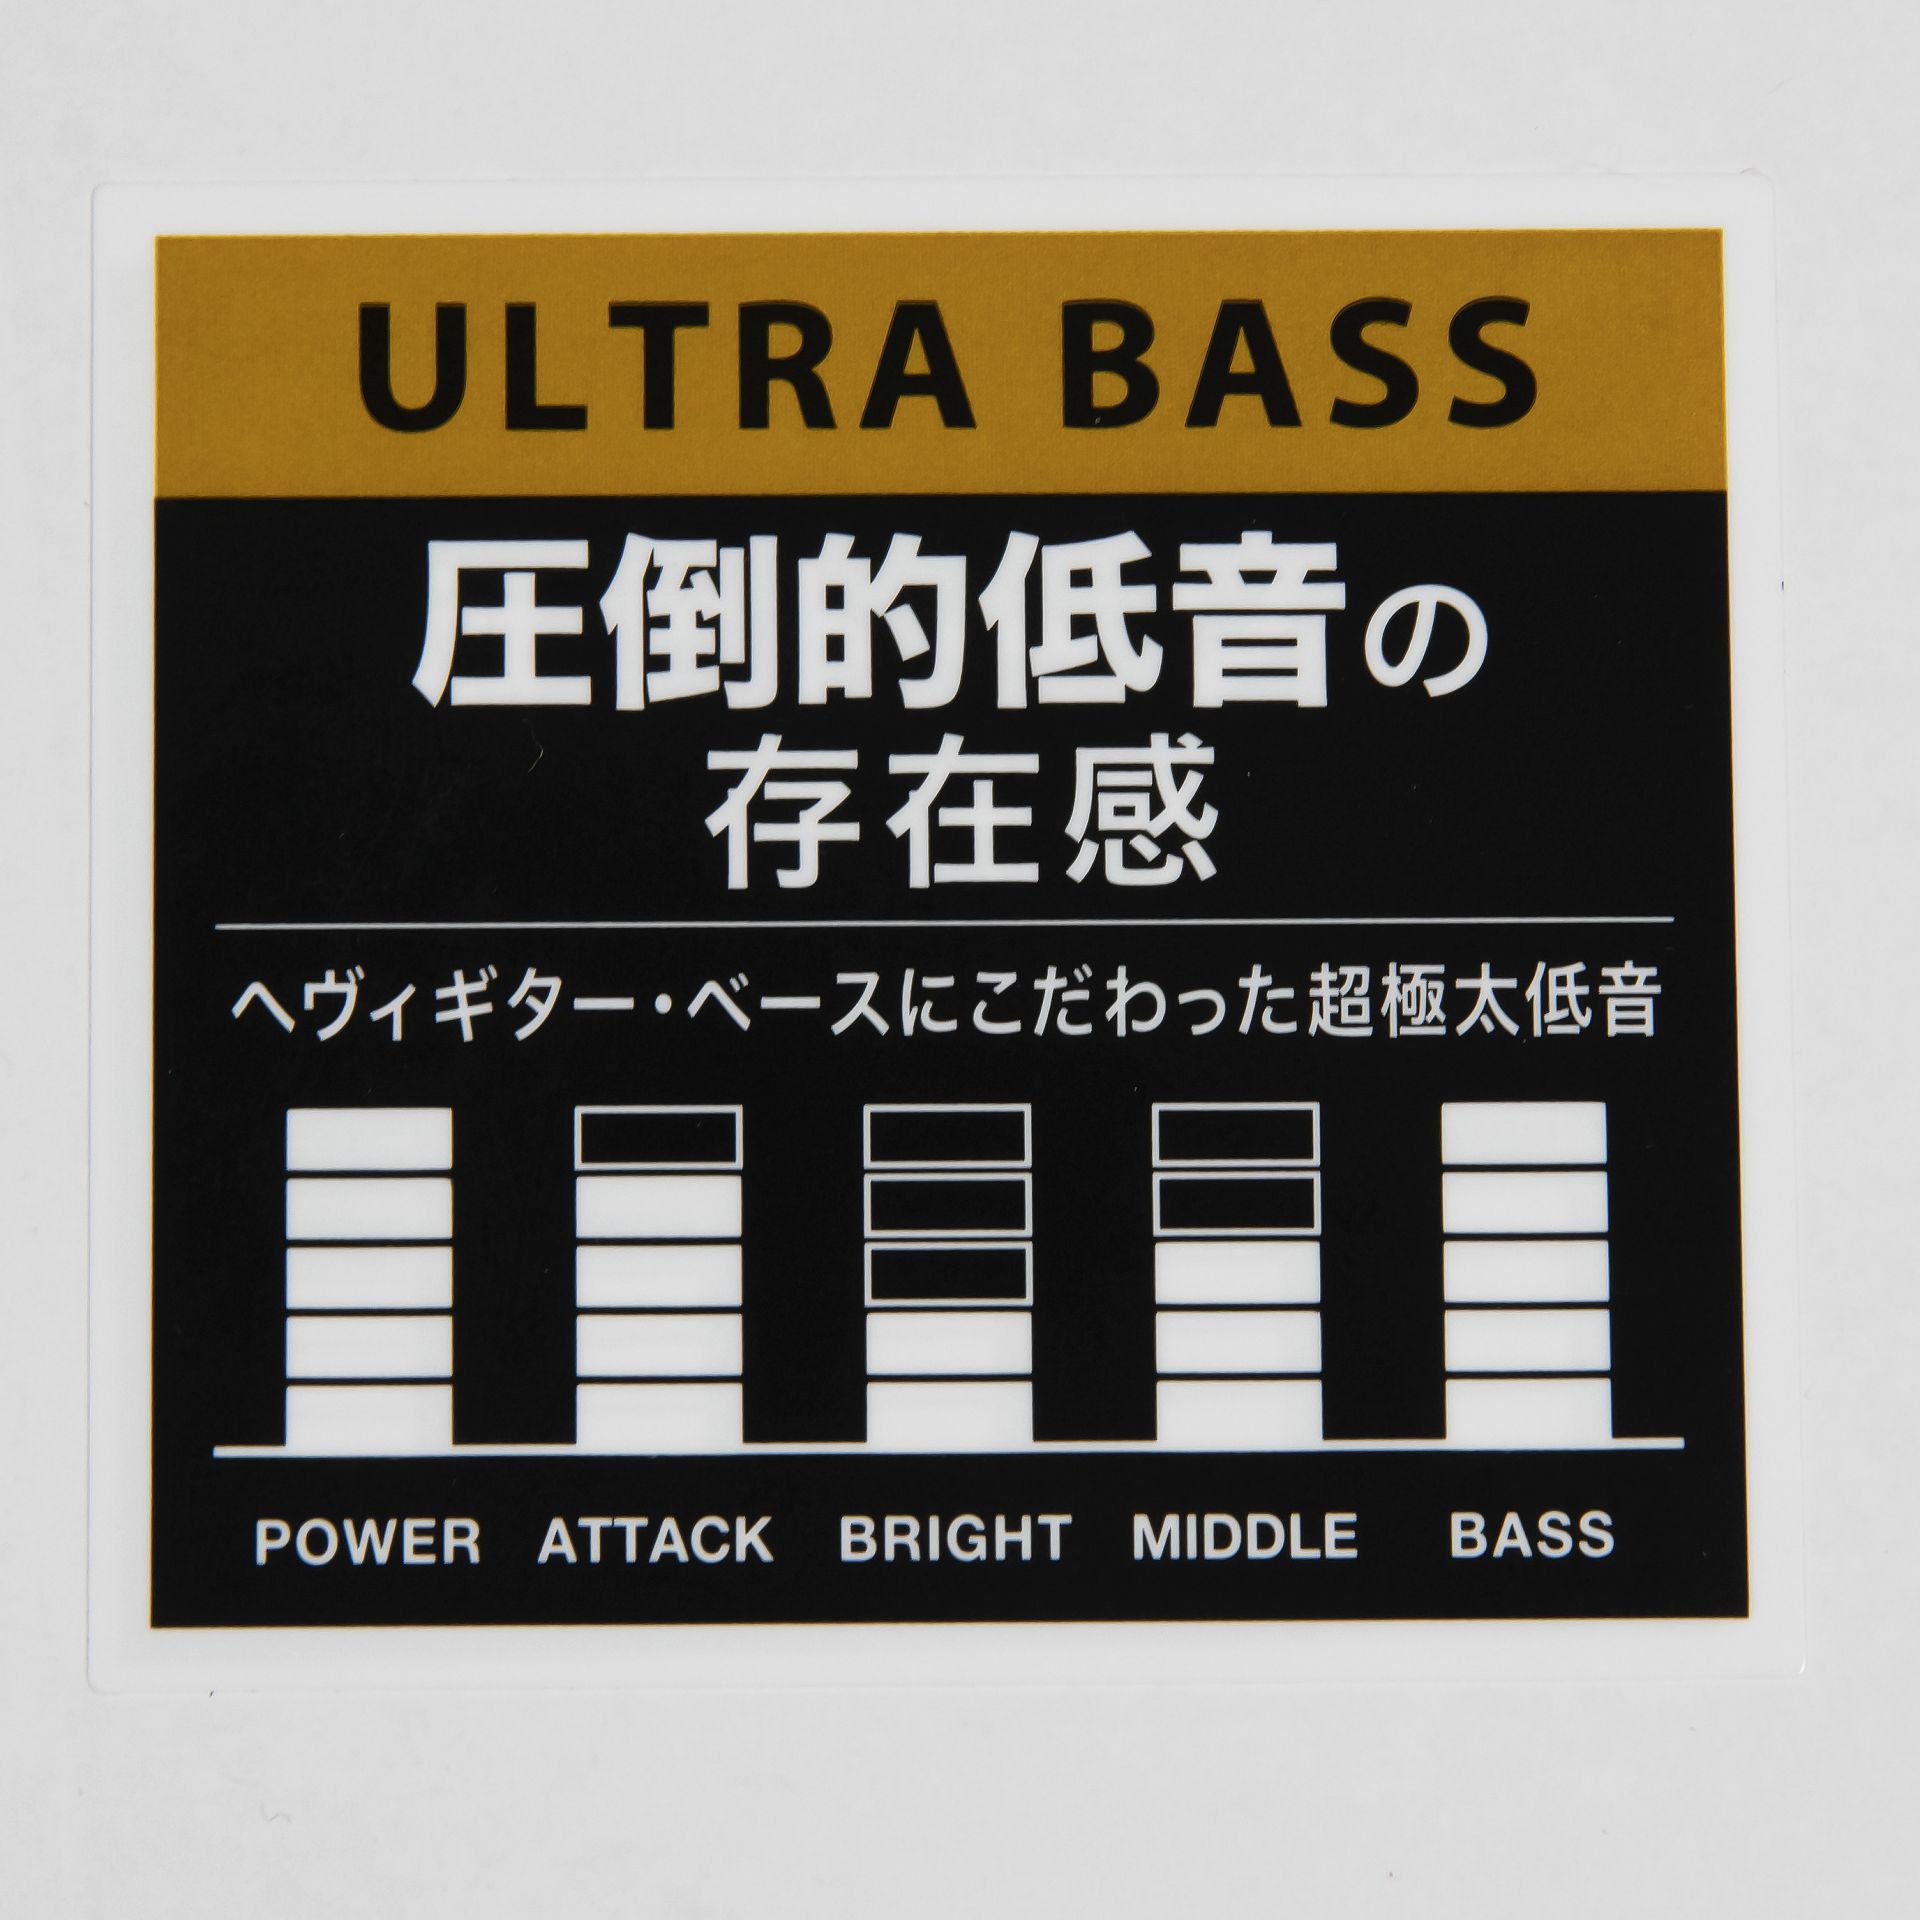 ULTRA BASS
圧倒的低音の
存在感
ヘヴィギター・ベースにこだわった超極太低音
POWER ATTACK BRIGHT MIDDLE BASS